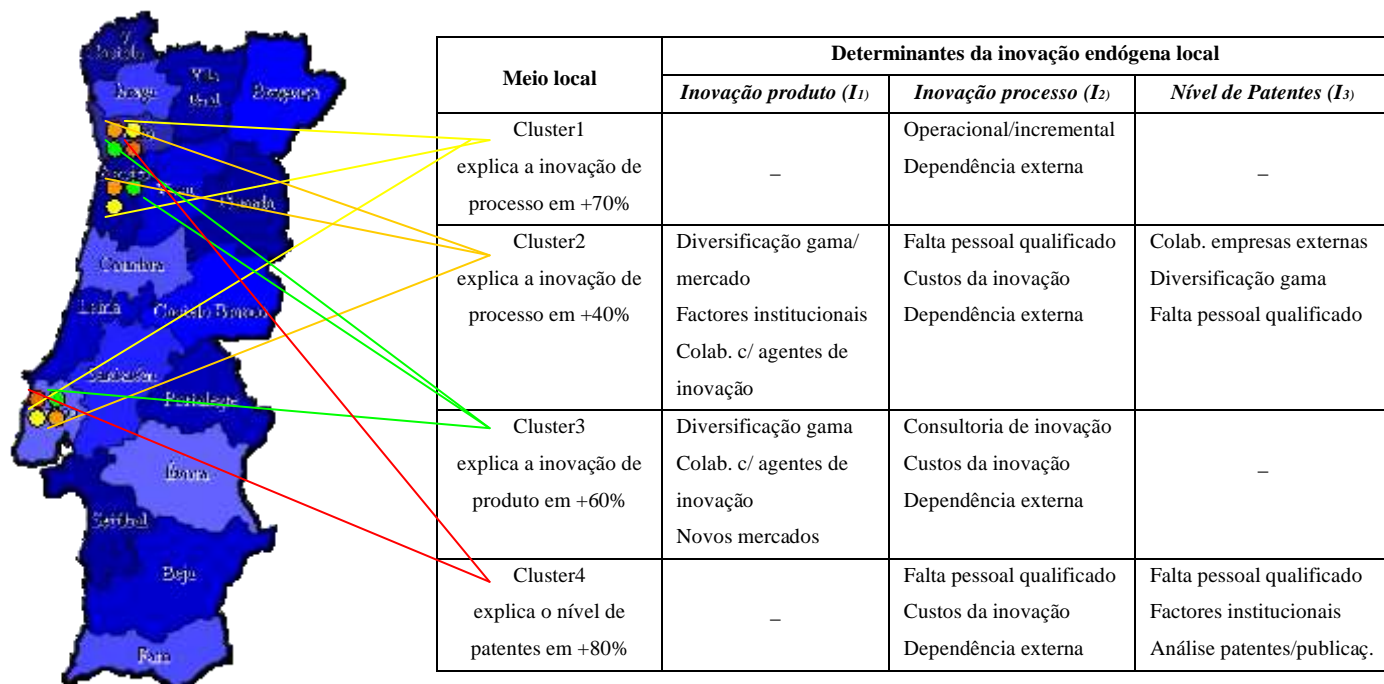 V
Castelo
Braga
Vila
Real
Bragança
Coimbra
Leiria
Castelo Branco
Santarém
Portalegre
Évora
Setúbal
Beja
Faro
Meio local
Determinantes da inovação endógena local
Inovação produto (I1)
Inovação processo (I2)
Nível de Patentes (I3)
Cluster1
explica a inovação de
processo em +70%
–
Operacional/incremental
Dependência externa
–
Cluster2
explica a inovação de
processo em +40%
Diversificação gama/
mercado
Factores institucionais
Colab. c/ agentes de
inovação
Falta pessoal qualificado
Custos da inovação
Dependência externa
Colab. empresas externas
Diversificação gama
Falta pessoal qualificado
Cluster3
explica a inovação de
produto em +60%
Diversificação gama
Colab. c/ agentes de
inovação
Novos mercados
Consultoria de inovação
Custos da inovação
Dependência externa
–
Cluster4
explica o nível de
patentes em +80%
–
Falta pessoal qualificado
Custos da inovação
Dependência externa
Falta pessoal qualificado
Factores institucionais
Análise patentes/publicaç.